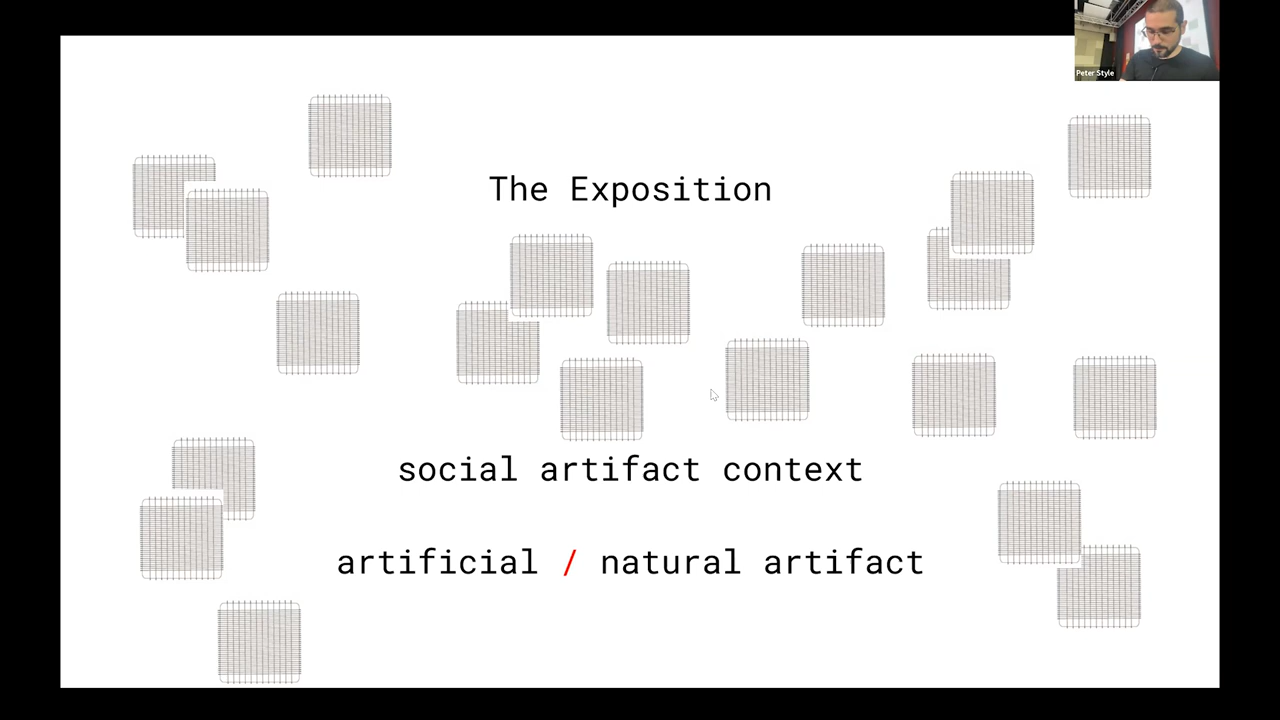 Peter Style
The Exposition
social artifact context
artificial / natural artifact